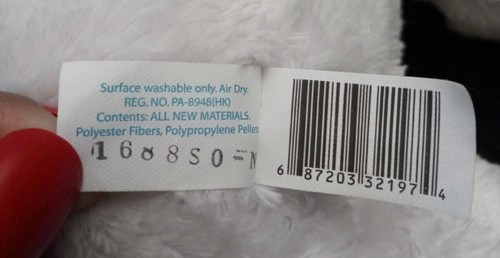 Surface washable only. Air Dry.
REG. NO. PA-8948(HK)
Contents: ALL NEW MATERIALS.
Polyester Fibers, Polypropylene Pellets
1688SO-N
6 87203 32197 4